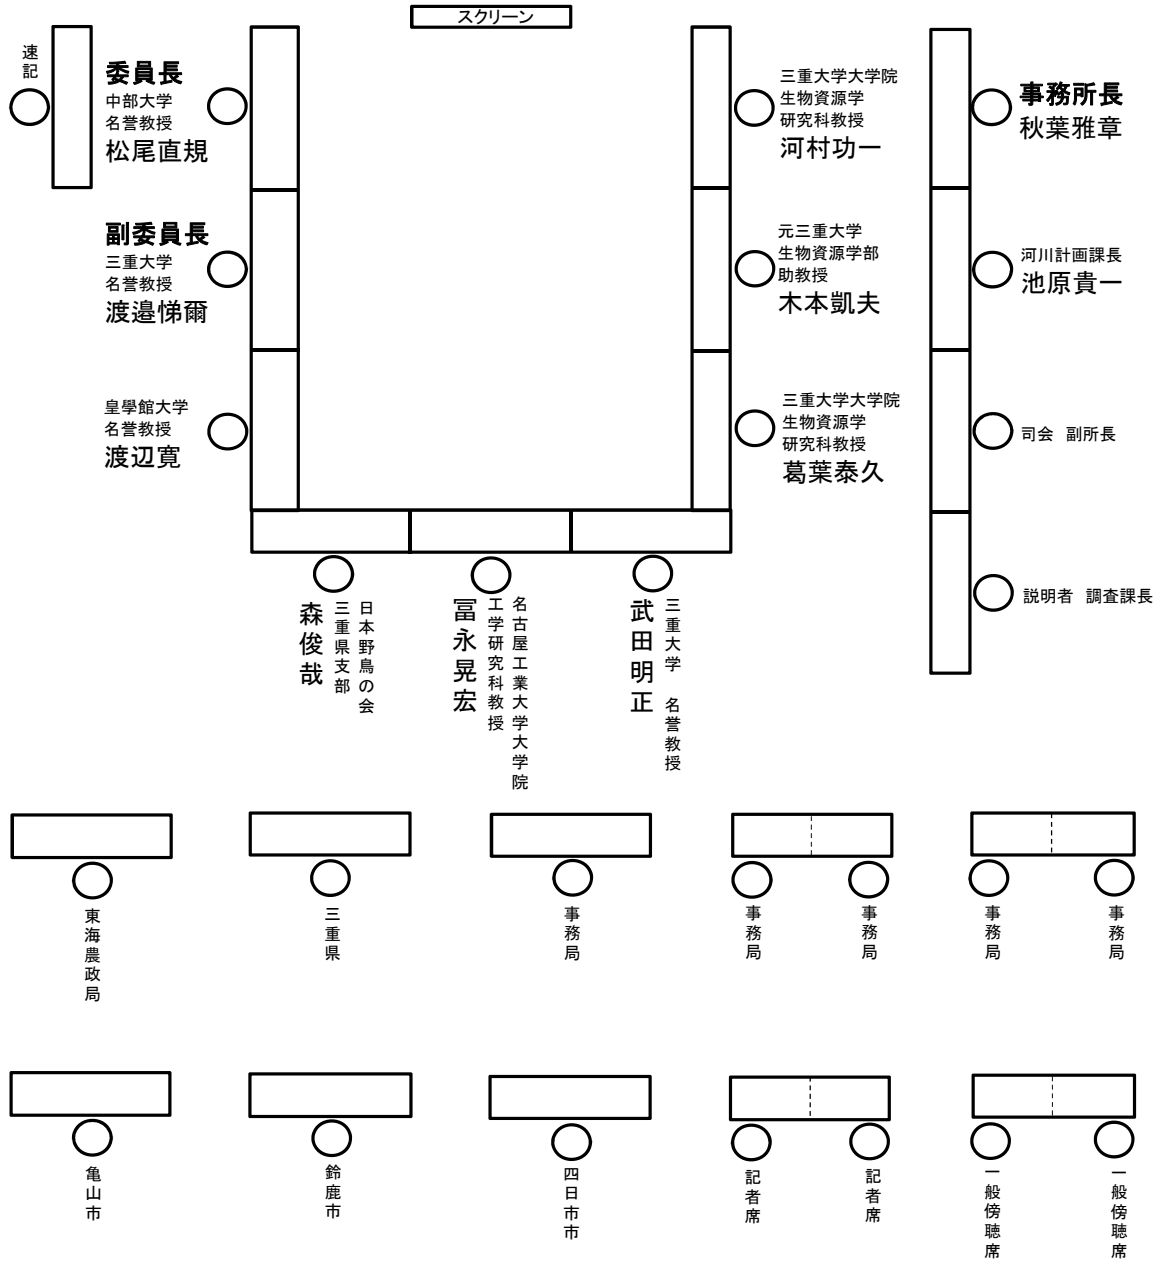 スクリーン
速記
委員長
中部大学
名誉教授
松尾直規
副委員長
三重大学
名誉教授
渡邉悌爾
皇學館大学
名誉教授
渡辺寛
三重大学大学院
生物資源学
研究科教授
河村功一
元三重大学
生物資源学部
助教授
木本凱夫
三重大学大学院
生物資源学
研究科教授
葛葉泰久
事務所長
秋葉雅章
河川計画課長
池原貴一
司会　副所長
説明者　調査課長
日本野鳥の会
三重県支部
森俊哉
名古屋工業大学大学院
工学研究科教授
冨永晃宏
三重大学　名誉教授
武田明正
東海農政局
三重県
事務局
事務局
事務局
事務局
事務局
亀山市
鈴鹿市
四日市市
記者席
記者席
一般傍聴席
一般傍聴席